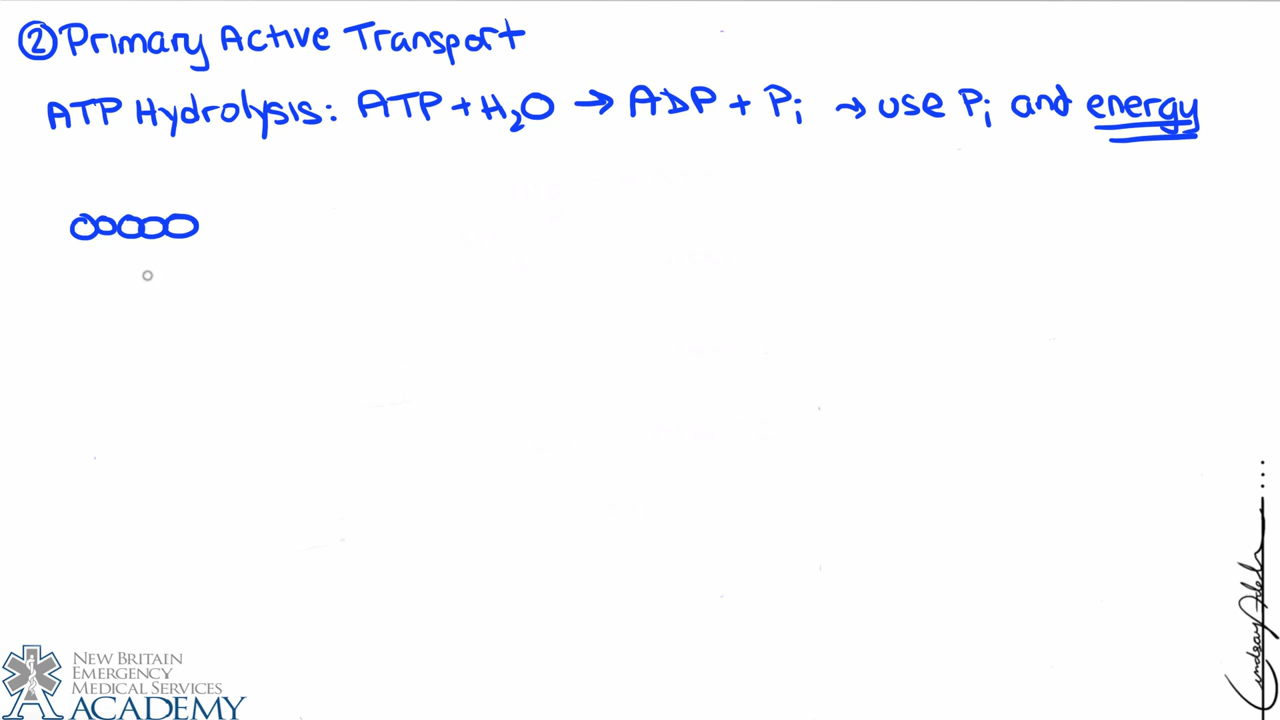 ② Primary Active Transport
ATP Hydrolysis: ATP + H₂O → ADP + Pᵢ → use Pᵢ and energy
NEW BRITAIN
EMERGENCY
MEDICAL SERVICES
ACADEMY
Lindsay